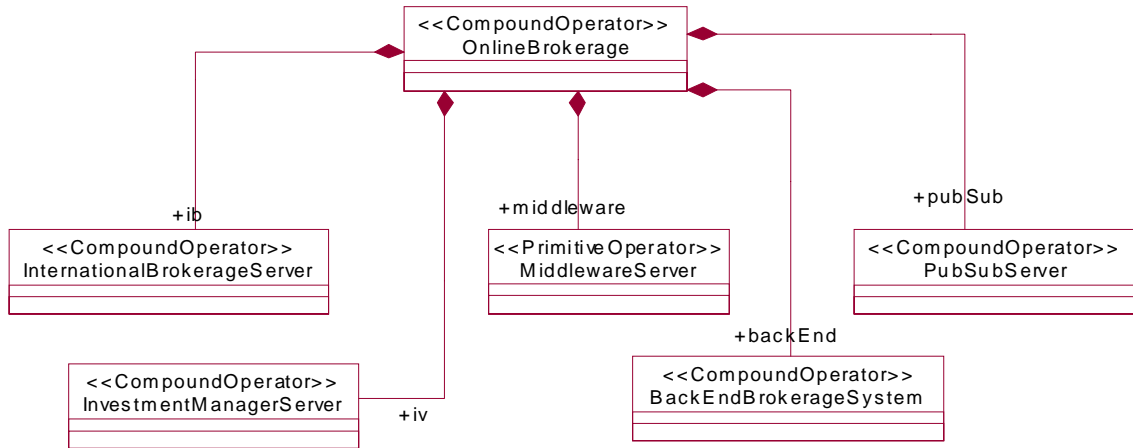 <<CompoundOperator>>
OnlineBrokerage
+ib
+middleware
+pubSub
<<CompoundOperator>>
InternationalBrokerageServer
<<PrimitiveOperator>>
MiddlewareServer
<<CompoundOperator>>
PubSubServer
+backEnd
<<CompoundOperator>>
InvestmentManagerServer
+iv
<<CompoundOperator>>
BackEndBrokerageSystem